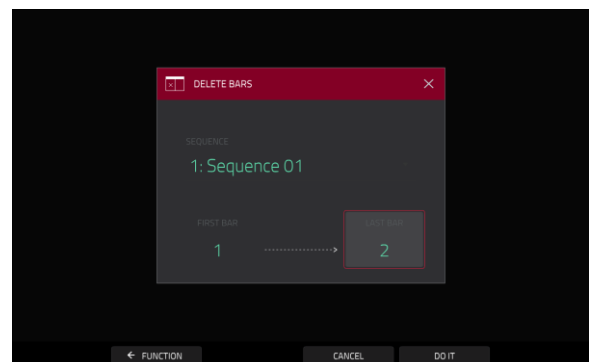 DELETE BARS
SEQUENCE
1: Sequence 01
FIRST BAR
LAST BAR
1
2
FUNCTION
CANCEL
DO IT